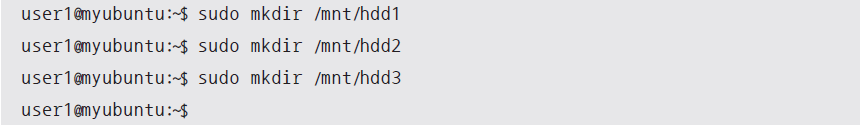 user1@myubuntu:~$ sudo mkdir /mnt/hdd1
user1@myubuntu:~$ sudo mkdir /mnt/hdd2
user1@myubuntu:~$ sudo mkdir /mnt/hdd3
user1@myubuntu:~$